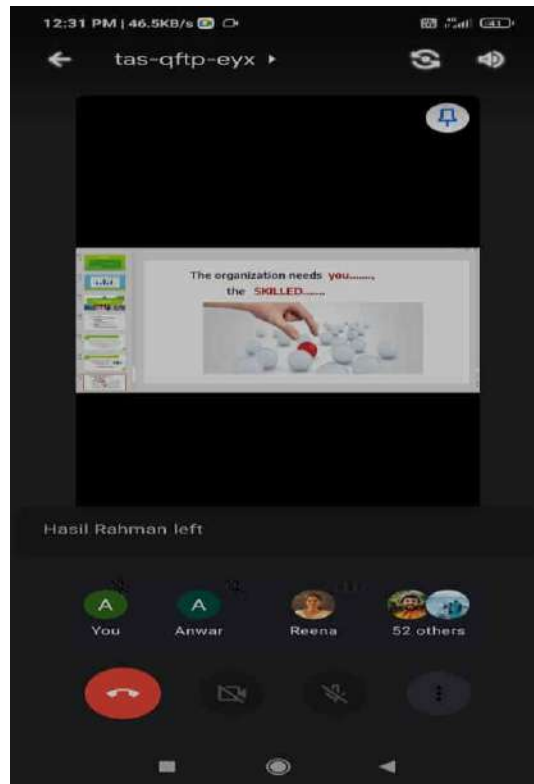 12:31 PM | 46.5KB/s
41
tas-qftp-eyx
The organization needs you.......,
the SKILLED.......
Hasil Rahman left
A
A
You
Anwar
Reena
52 others